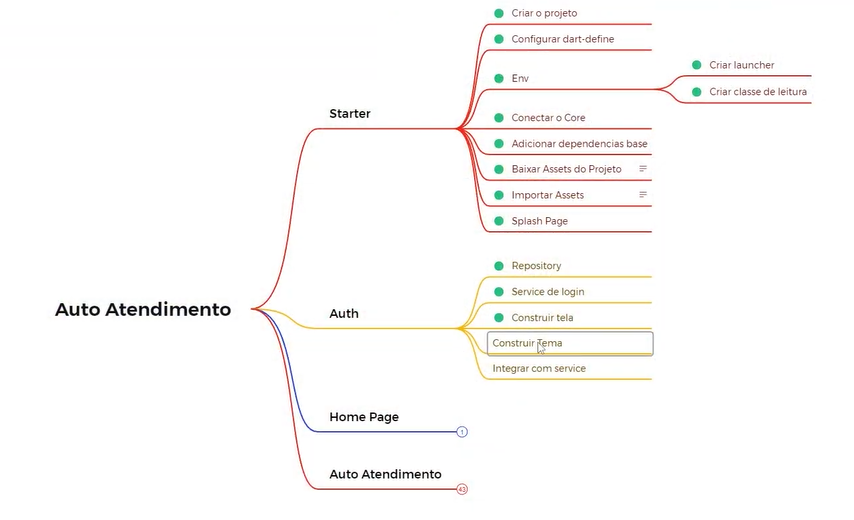 Auto Atendimento
Starter
Criar o projeto
Configurar dart-define
Env
Criar launcher
Criar classe de leitura
Conectar o Core
Adicionar dependencias base
Baixar Assets do Projeto
Importar Assets
Splash Page
Auth
Repository
Service de login
Construir tela
Construir Tema
Integrar com service
Home Page
1
Auto Atendimento
43